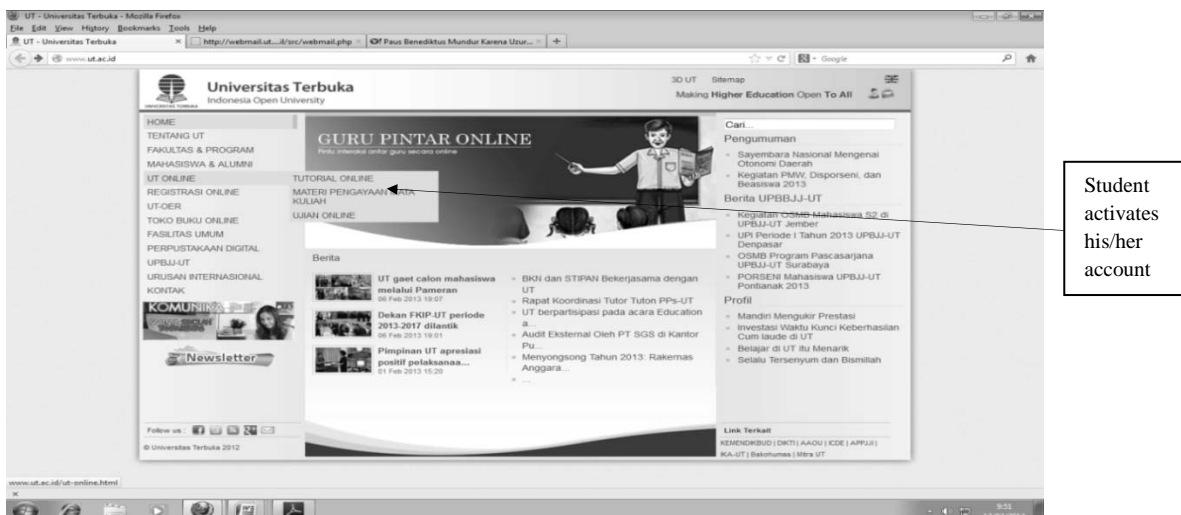 UT - Universitas Terbuka - Mozilla Firefox
File Edit View History Bookmarks Tools Help
UT - Universitas Terbuka
http://webmail.ut....il/src/webmail.php
Paus Benediktus Mundur Karena Uzur...
www.ut.ac.id
Google
Universitas Terbuka
Indonesia Open University
UNIVERSITAS TERBUKA
3D UT Sitemap
Making Higher Education Open To All
HOME
TENTANG UT
FAKULTAS & PROGRAM
MAHASISWA & ALUMNI
UT ONLINE
REGISTRASI ONLINE
UT-OER
TOKO BUKU ONLINE
FASILITAS UMUM
PERPUSTAKAAN DIGITAL
UPBJJ-UT
URUSAN INTERNASIONAL
KONTAK
TUTORIAL ONLINE
MATERI PENGAYAAN MATA
KULIAH
UJIAN ONLINE
GURU PINTAR ONLINE
Pintu interaksi antar guru secara online
KOMUNIKA
Newsletter
Berita
UT gaet calon mahasiswa
melalui Pameran
06 Feb 2013 19:07
Dekan FKIP-UT periode
2013-2017 dilantik
06 Feb 2013 19:01
Pimpinan UT apresiasi
positif pelaksanaa...
01 Feb 2013 15:20
BKN dan STIPAN Bekerjasama dengan
UT
Rapat Koordinasi Tutor Tuton PPs-UT
UT berpartisipasi pada acara Education
a...
Audit Eksternal Oleh PT SGS di Kantor
Pu...
Menyongsong Tahun 2013: Rakernas
Anggara...
...
Cari...
Pengumuman
Sayembara Nasional Mengenai
Otonomi Daerah
Kegiatan PMW, Disporseni, dan
Beasiswa 2013
Berita UPBBJJ-UT
Kegiatan OSMB Mahasiswa S2 di
UPBJJ-UT Jember
UPI Periode I Tahun 2013 UPBJJ-UT
Denpasar
OSMB Program Pascasarjana
UPBJJ-UT Surabaya
PORSENI Mahasiswa UPBJJ-UT
Pontianak 2013
Profil
Mandiri Mengukir Prestasi
Investasi Waktu Kunci Keberhasilan
Cum laude di UT
Belajar di UT itu Menarik
Selalu Tersenyum dan Bismillah
Follow us :
© Universitas Terbuka 2012
Link Terkait
KEMENDIKBUD | DIKTI | AAOU | ICDE | APPJJI |
IKA-UT | Bakohumas | Mitra UT
www.ut.ac.id/ut-online.html
9:51
Student
activates
his/her
account